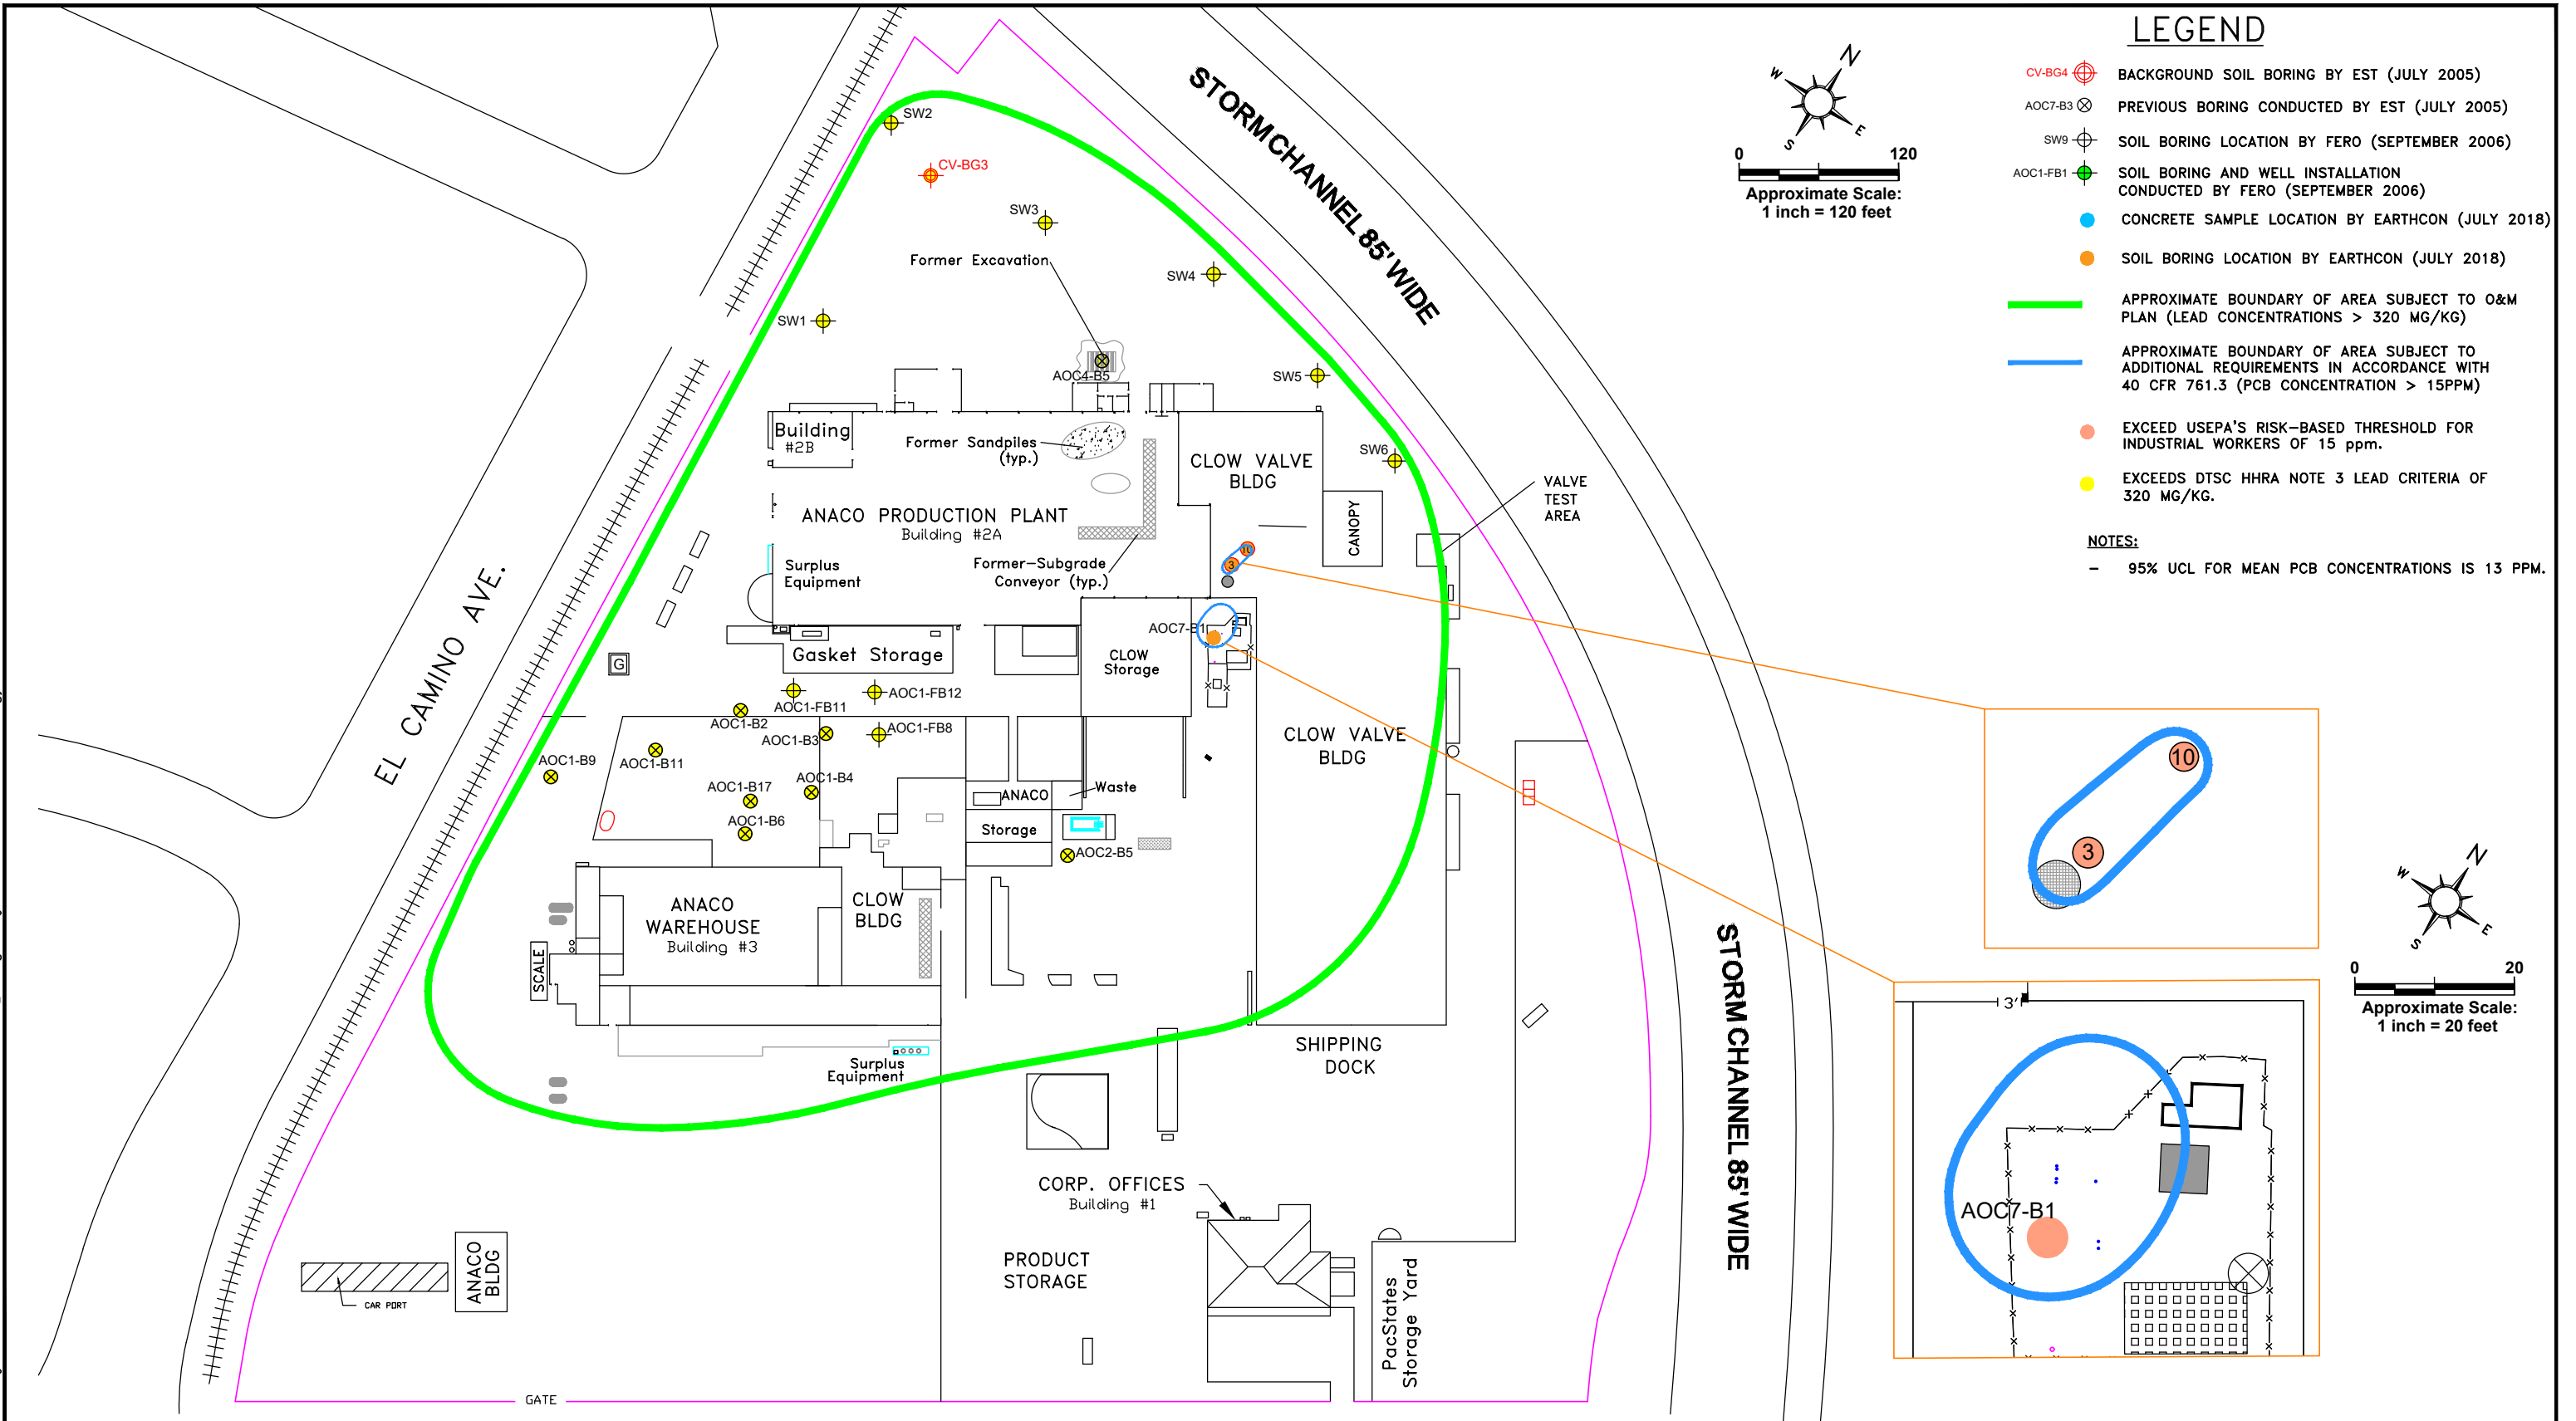 LEGEND
CV-BG4 BACKGROUND SOIL BORING BY EST (JULY 2005)
AOC7-B3 PREVIOUS BORING CONDUCTED BY EST (JULY 2005)
SW9 SOIL BORING LOCATION BY FERO (SEPTEMBER 2006)
AOC1-FB1 SOIL BORING AND WELL INSTALLATION
CONDUCTED BY FERO (SEPTEMBER 2006)
CONCRETE SAMPLE LOCATION BY EARTHCON (JULY 2018)
SOIL BORING LOCATION BY EARTHCON (JULY 2018)
APPROXIMATE BOUNDARY OF AREA SUBJECT TO O&M
PLAN (LEAD CONCENTRATIONS > 320 MG/KG)
APPROXIMATE BOUNDARY OF AREA SUBJECT TO
ADDITIONAL REQUIREMENTS IN ACCORDANCE WITH
40 CFR 761.3 (PCB CONCENTRATION > 15PPM)
EXCEED USEPA'S RISK-BASED THRESHOLD FOR
INDUSTRIAL WORKERS OF 15 ppm.
EXCEEDS DTSC HHRA NOTE 3 LEAD CRITERIA OF
320 MG/KG.
NOTES:
- 95% UCL FOR MEAN PCB CONCENTRATIONS IS 13 PPM.
N
W
E
S
0 120
Approximate Scale:
1 inch = 120 feet
STORM CHANNEL 85' WIDE
SW2
CV-BG3
SW3
Former Excavation
SW4
SW1
AOC4-B5
SW5
Building
#2B
Former Sandpiles
(typ.)
SW6
CLOW VALVE
BLDG
VALVE
TEST
AREA
CANOPY
ANACO PRODUCTION PLANT
Building #2A
10
3
Surplus
Equipment
Former-Subgrade
Conveyor (typ.)
EL CAMINO AVE.
AOC7-B1
G
Gasket Storage
CLOW
Storage
AOC1-FB12
AOC1-FB11
AOC1-B2
AOC1-B3
AOC1-FB8
CLOW VALVE
BLDG
AOC1-B9
AOC1-B11
AOC1-B4
AOC1-B17
ANACO
Waste
AOC1-B6
Storage
AOC2-B5
ANACO
WAREHOUSE
Building #3
CLOW
BLDG
SCALE
Surplus
Equipment
SHIPPING
DOCK
STORM CHANNEL 85' WIDE
CORP. OFFICES
Building #1
PRODUCT
STORAGE
ANACO
BLDG
CAR PORT
PacStates
Storage Yard
GATE
10
3
N
W
E
S
0 20
Approximate Scale:
1 inch = 20 feet
3'
AOC7-B1